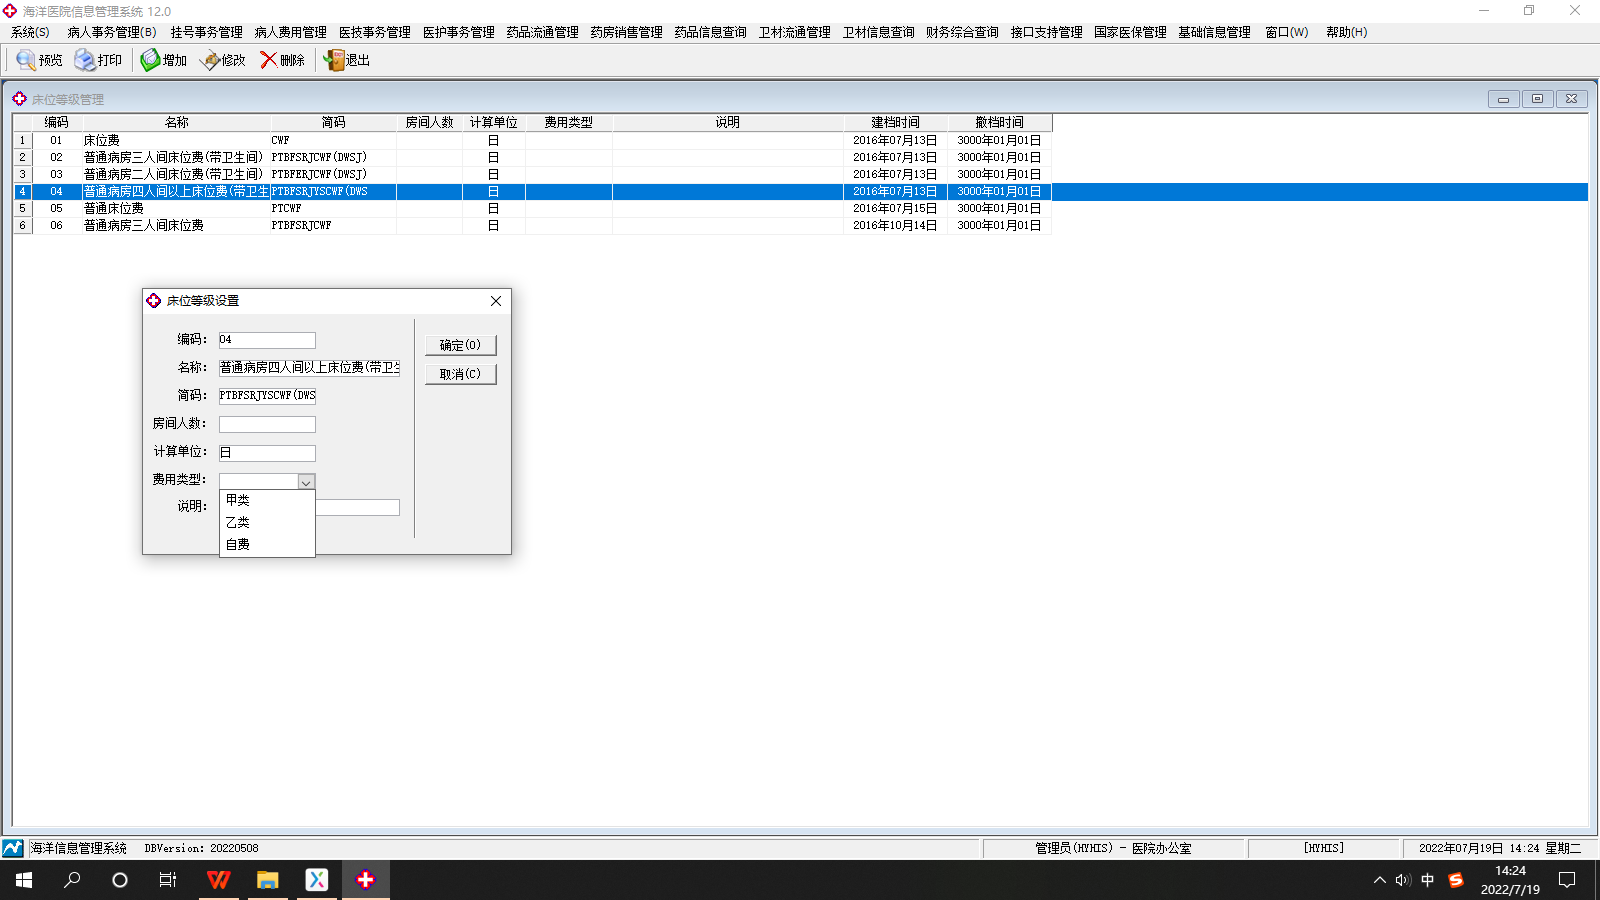 海洋医院信息管理系统 12.0
系统(S) 病人事务管理(B) 挂号事务管理 病人费用管理 医技事务管理 医护事务管理 药品流通管理 药房销售管理 药品信息查询 卫材流通管理 卫材信息查询 财务综合查询 接口支持管理 国家医保管理 基础信息管理 窗口(W) 帮助(H)
预览 打印 增加 修改 删除 退出
床位等级管理
编码 名称 简码 房间人数 计算单位 费用类型 说明 建档时间 撤档时间
1 01 床位费 CWF 日 2016年07月13日 3000年01月01日
2 02 普通病房三人间床位费(带卫生间) PTBFSRJCWF(DWSJ) 日 2016年07月13日 3000年01月01日
3 03 普通病房二人间床位费(带卫生间) PTBFERJCWF(DWSJ) 日 2016年07月13日 3000年01月01日
4 04 普通病房四人间以上床位费(带卫生 PTBFSRJYSCWF(DWS 日 2016年07月13日 3000年01月01日
5 05 普通床位费 PTCWF 日 2016年07月15日 3000年01月01日
6 06 普通病房三人间床位费 PTBFSRJCWF 日 2016年10月14日 3000年01月01日
床位等级设置
编码： 04
确定(O)
名称： 普通病房四人间以上床位费(带卫生
取消(C)
简码： PTBFSRJYSCWF(DWS
房间人数：
计算单位： 日
费用类型：
甲类
说明：
乙类
自费
海洋信息管理系统 DBVersion: 20220508 管理员(HYHIS) - 医院办公室 [HYHIS] 2022年07月19日 14:24 星期二
中 14:24
2022/7/19